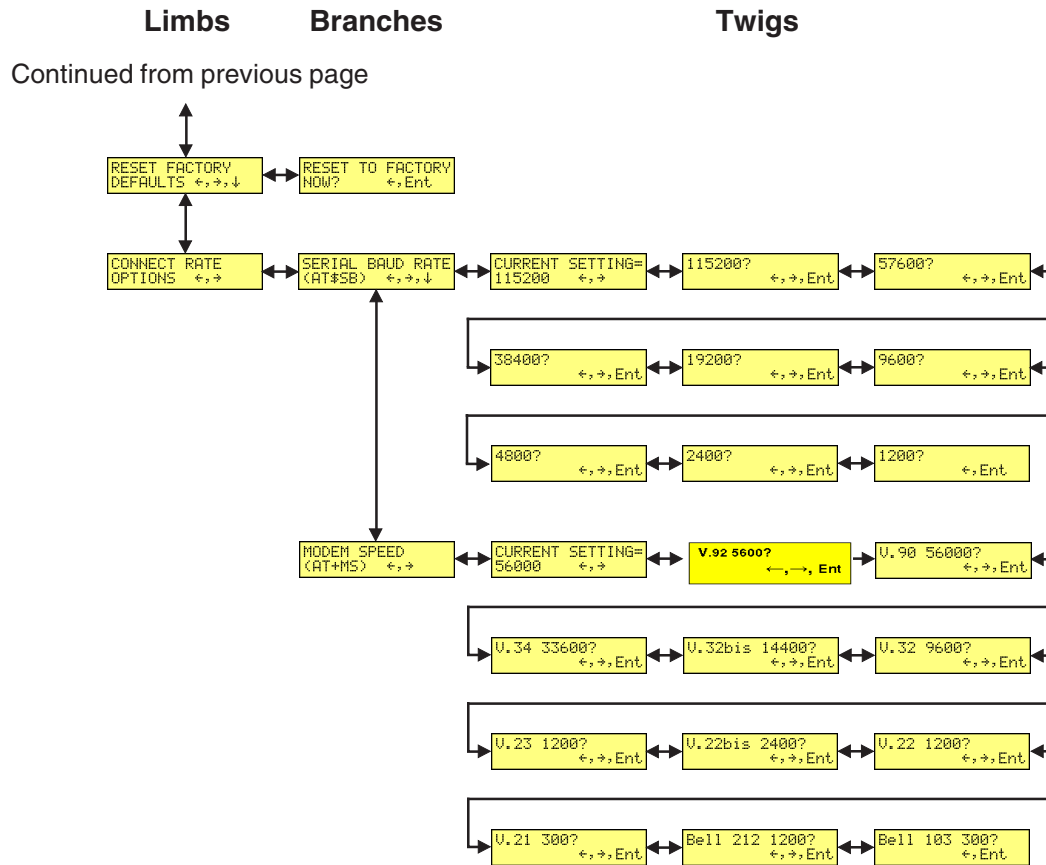 Limbs Branches Twigs
Continued from previous page
RESET FACTORY
DEFAULTS ←,→,↓
RESET TO FACTORY
NOW? ←,Ent
CONNECT RATE
OPTIONS ←,→
SERIAL BAUD RATE
(AT$SB) ←,→,↓
CURRENT SETTING=
115200 ←,→
115200?
←,→,Ent
57600?
←,→,Ent
38400?
←,→,Ent
19200?
←,→,Ent
9600?
←,→,Ent
4800?
←,→,Ent
2400?
←,→,Ent
1200?
←,Ent
MODEM SPEED
(AT+MS) ←,→
CURRENT SETTING=
56000 ←,→
V.92 5600?
←,→, Ent
V.90 56000?
←,→,Ent
V.34 33600?
←,→,Ent
V.32bis 14400?
←,→,Ent
V.32 9600?
←,→,Ent
V.23 1200?
←,→,Ent
V.22bis 2400?
←,→,Ent
V.22 1200?
←,→,Ent
V.21 300?
←,→,Ent
Bell 212 1200?
←,→,Ent
Bell 103 300?
←,Ent